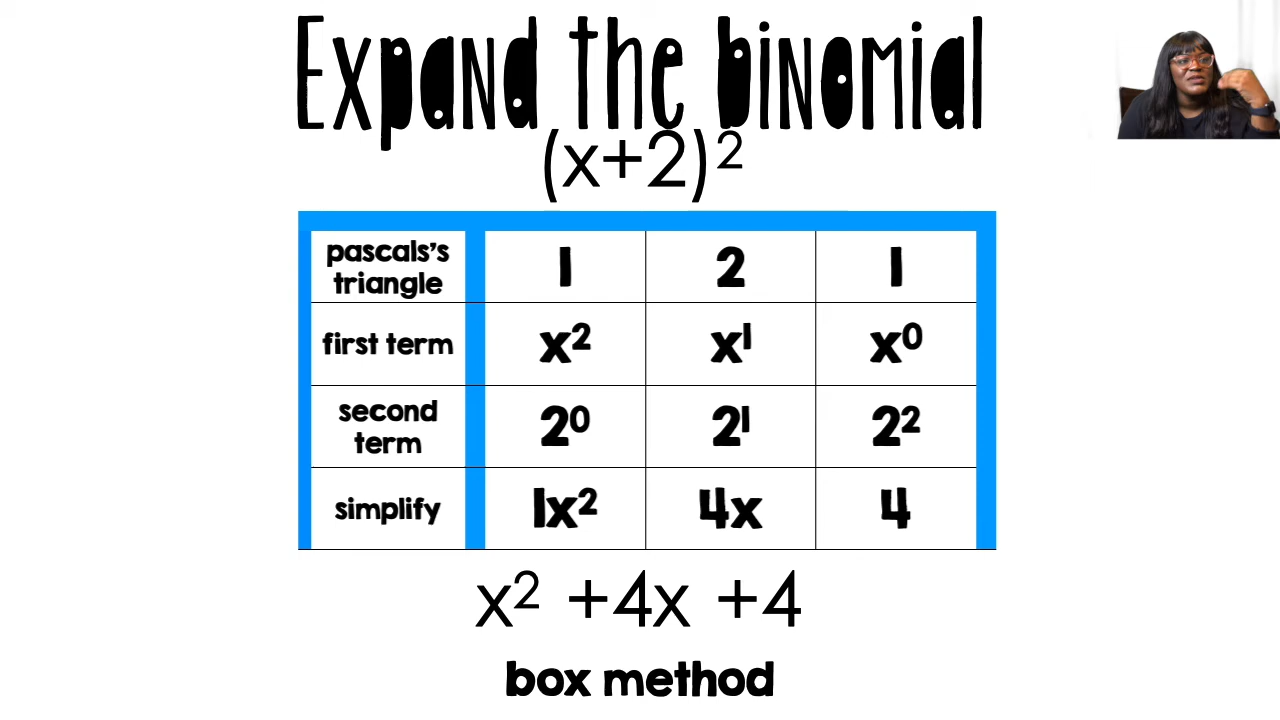 Expand the binomial
(x+2)²
pascals's
triangle
1 2 1
first term x² x¹ x⁰
second
term
2⁰ 2¹ 2²
simplify 1x² 4x 4
x² +4x +4
box method